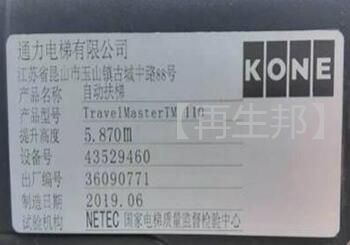 通力电梯有限公司
江苏省昆山市玉山镇古城中路88号
KONE
产品名称 自动扶梯
产品型号 TravelMasterTM 110
提升高度 5.870m
设备号 43529460
出厂编号 36090771
制造日期 2019.06
试验机构 NETEC 国家电梯质量监督检验中心
【再生邦】